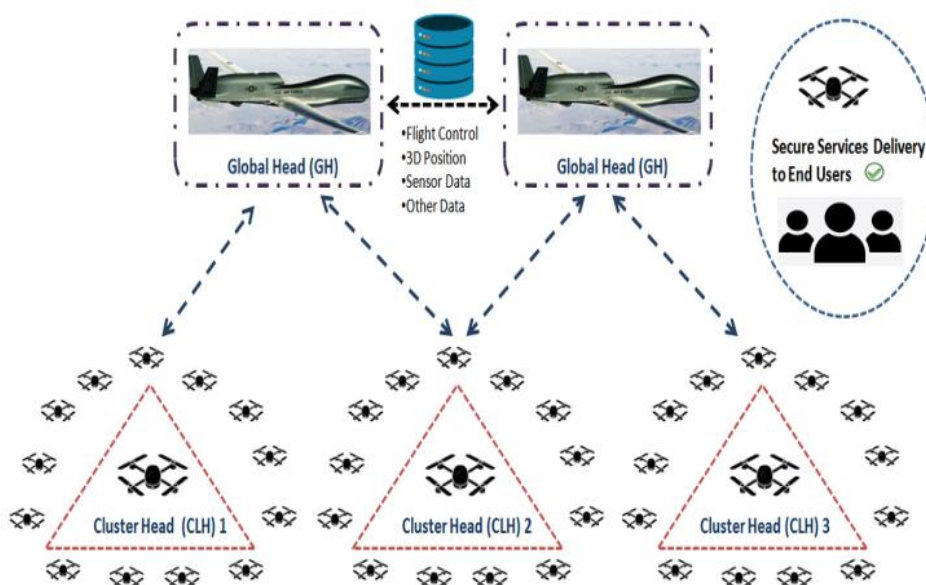 Global Head (GH)
•Flight Control
•3D Position
•Sensor Data
•Other Data
Global Head (GH)
Secure Services Delivery
to End Users
Cluster Head (CLH) 1
Cluster Head (CLH) 2
Cluster Head (CLH) 3